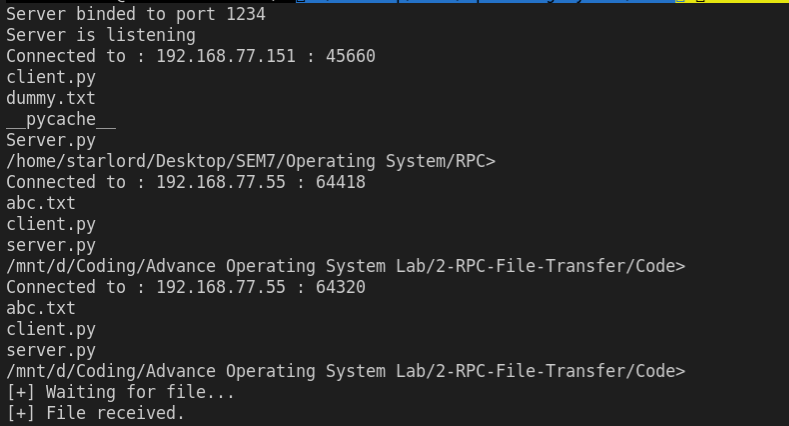 Server binded to port 1234
Server is listening
Connected to : 192.168.77.151 : 45660
client.py
dummy.txt
__pycache__
Server.py
/home/starlord/Desktop/SEM7/Operating System/RPC>
Connected to : 192.168.77.55 : 64418
abc.txt
client.py
server.py
/mnt/d/Coding/Advance Operating System Lab/2-RPC-File-Transfer/Code>
Connected to : 192.168.77.55 : 64320
abc.txt
client.py
server.py
/mnt/d/Coding/Advance Operating System Lab/2-RPC-File-Transfer/Code>
[+] Waiting for file...
[+] File received.